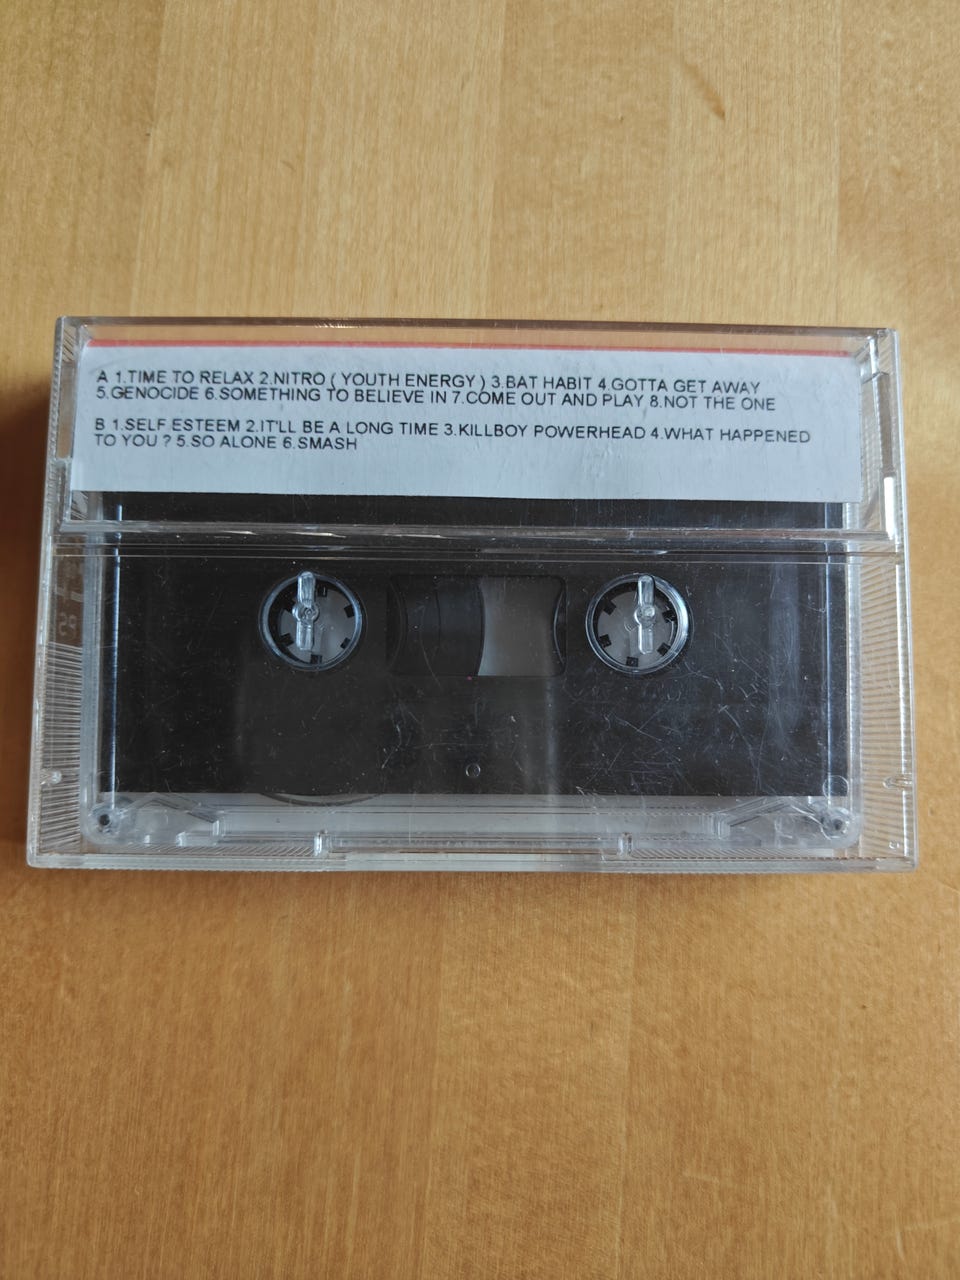 A 1.TIME TO RELAX 2.NITRO ( YOUTH ENERGY ) 3.BAT HABIT 4.GOTTA GET AWAY
5.GENOCIDE 6.SOMETHING TO BELIEVE IN 7.COME OUT AND PLAY 8.NOT THE ONE
B 1.SELF ESTEEM 2.IT'LL BE A LONG TIME 3.KILLBOY POWERHEAD 4.WHAT HAPPENED
TO YOU ? 5.SO ALONE 6.SMASH